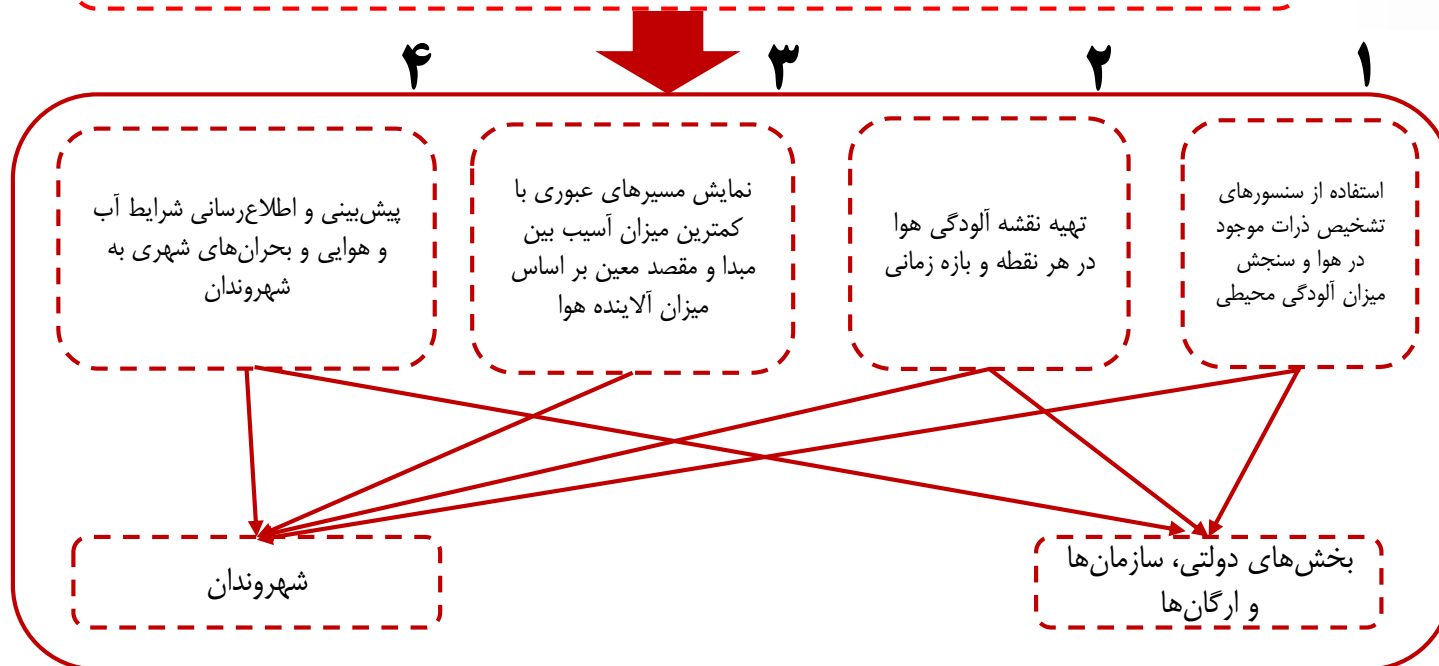 ۱
۲
۳
۴
استفاده از سنسورهای
تشخیص ذرات موجود
در هوا و سنجش
میزان آلودگی محیطی
تهیه نقشه آلودگی هوا
در هر نقطه و بازه زمانی
نمایش مسیرهای عبوری با
کمترین میزان آسیب بین
مبدا و مقصد معین بر اساس
میزان آلاینده هوا
پیش‌بینی و اطلاع‌رسانی شرایط آب
و هوایی و بحران‌های شهری به
شهروندان
بخش‌های دولتی، سازمان‌ها
و ارگان‌ها
شهروندان